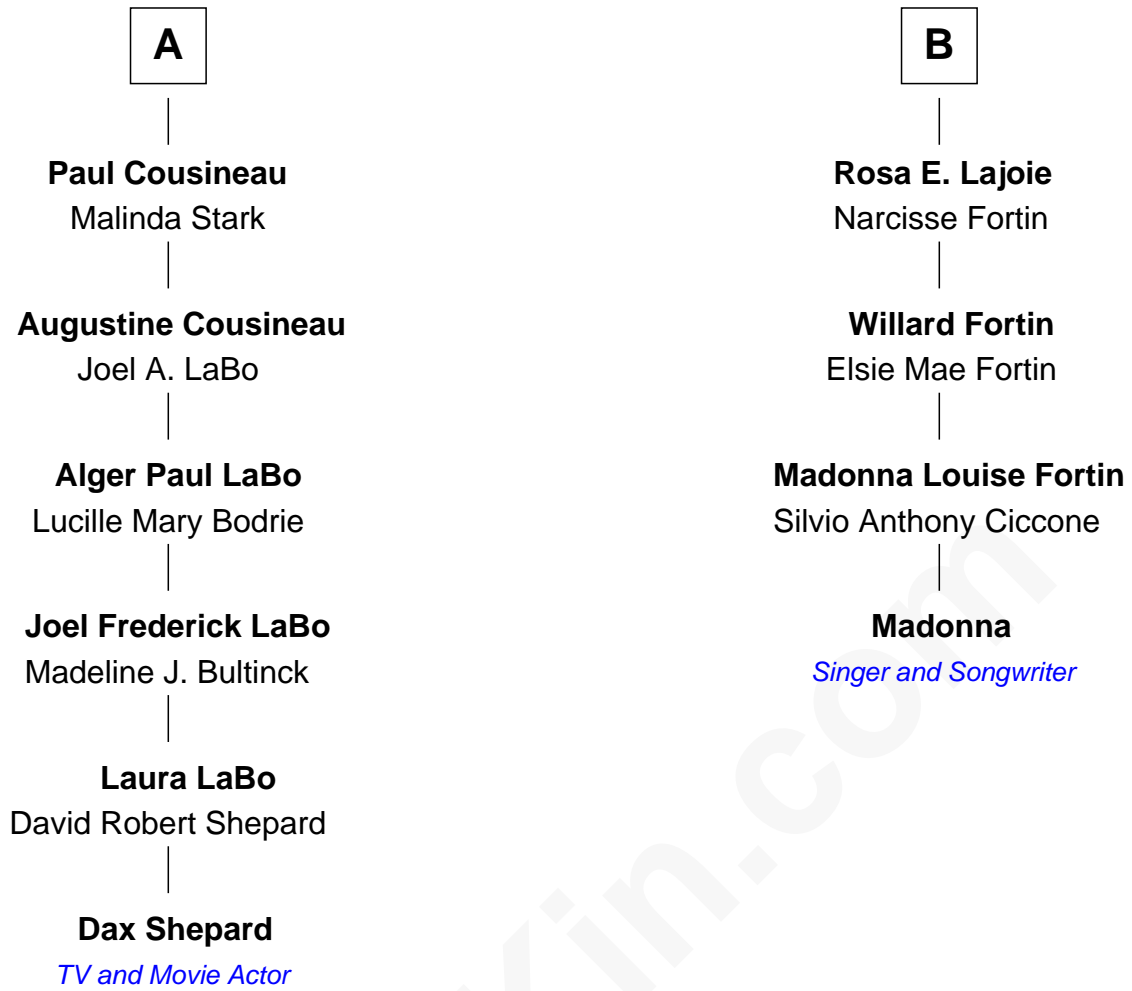 A
Paul Cousineau
Malinda Stark
Augustine Cousineau
Joel A. LaBo
Alger Paul LaBo
Lucille Mary Bodrie
Joel Frederick LaBo
Madeline J. Bultinck
Laura LaBo
David Robert Shepard
Dax Shepard
TV and Movie Actor
B
Rosa E. Lajoie
Narcisse Fortin
Willard Fortin
Elsie Mae Fortin
Madonna Louise Fortin
Silvio Anthony Ciccone
Madonna
Singer and Songwriter